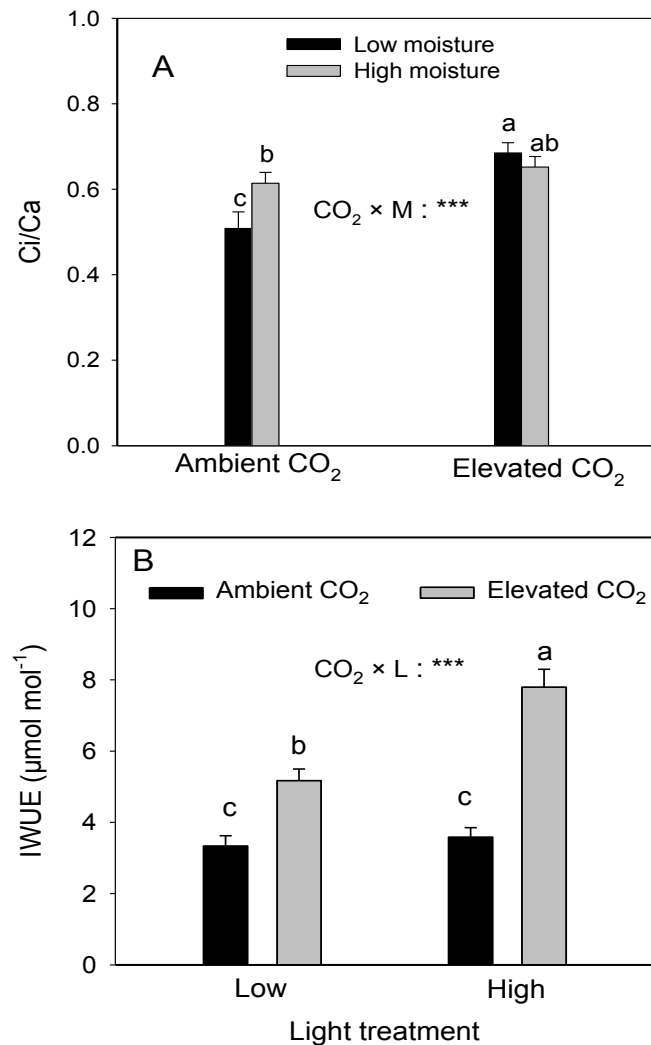 1.0
A
Low moisture
High moisture
0.8
a
ab
b
c
0.6
CO₂ × M : ***
Ci/Ca
0.4
0.2
0.0
Ambient CO₂
Elevated CO₂
12
B
Ambient CO₂
Elevated CO₂
10
CO₂ × L : ***
a
8
IWUE (µmol mol⁻¹)
6
b
c
c
4
2
0
Low
High
Light treatment